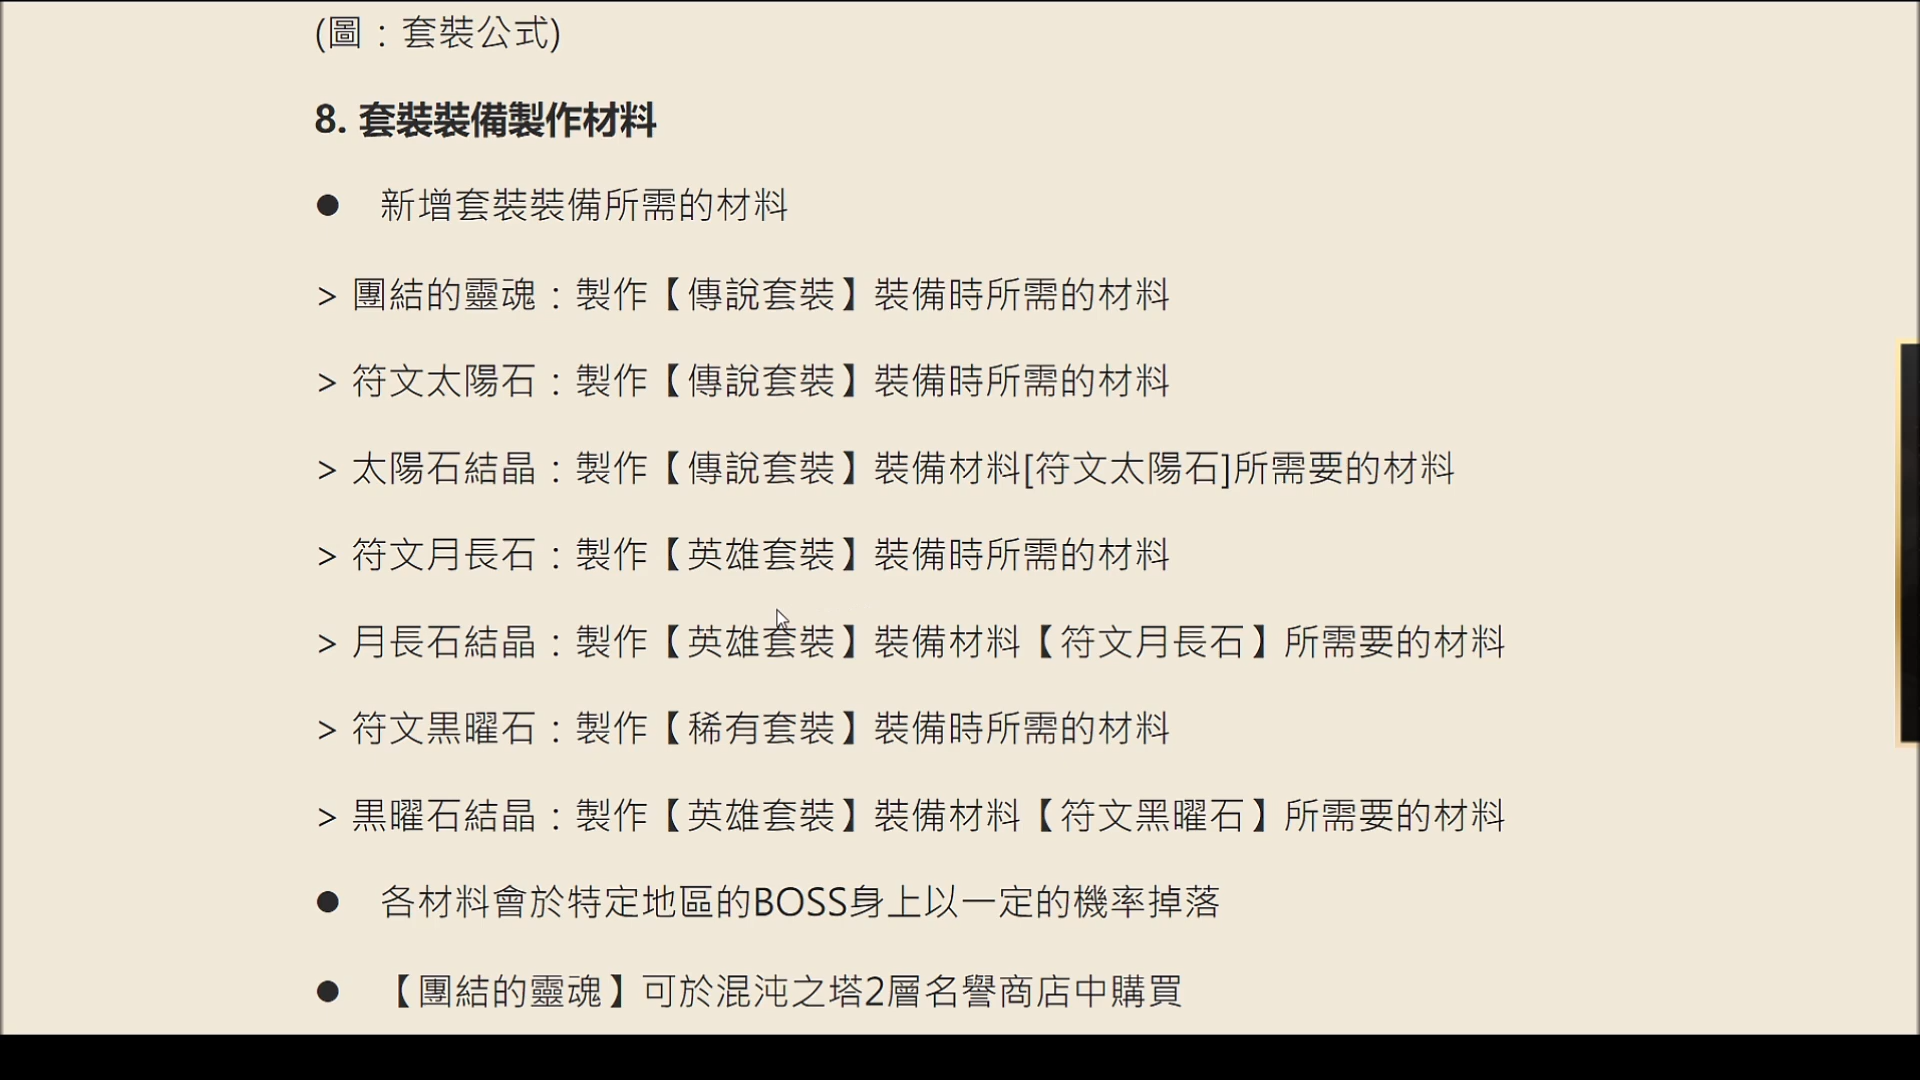 (圖：套裝公式)
8. 套裝裝備製作材料
● 新增套裝裝備所需的材料
> 團結的靈魂：製作【傳說套裝】裝備時所需的材料
> 符文太陽石：製作【傳說套裝】裝備時所需的材料
> 太陽石結晶：製作【傳說套裝】裝備材料[符文太陽石]所需要的材料
> 符文月長石：製作【英雄套裝】裝備時所需的材料
> 月長石結晶：製作【英雄套裝】裝備材料【符文月長石】所需要的材料
> 符文黑曜石：製作【稀有套裝】裝備時所需的材料
> 黑曜石結晶：製作【英雄套裝】裝備材料【符文黑曜石】所需要的材料
● 各材料會於特定地區的BOSS身上以一定的機率掉落
● 【團結的靈魂】可於混沌之塔2層名譽商店中購買